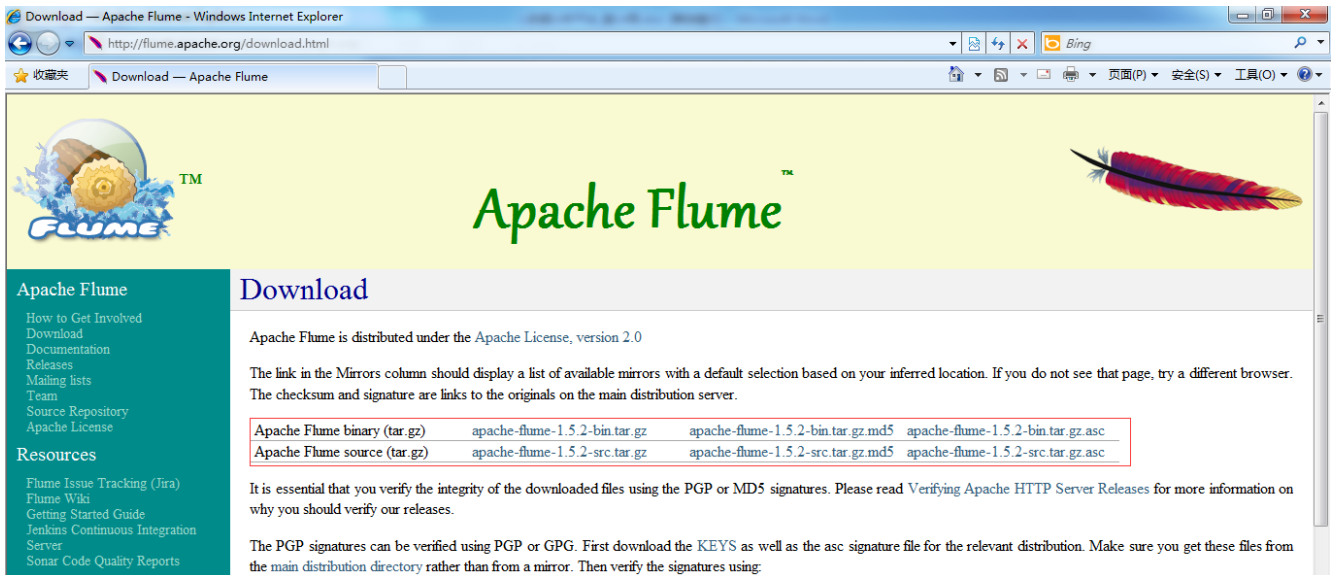 Download — Apache Flume - Windows Internet Explorer
http://flume.apache.org/download.html
Bing
收藏夹
Download — Apache Flume
页面(P)
安全(S)
工具(O)
FLUME
TM
Apache Flume
TM
Apache Flume
How to Get Involved
Download
Documentation
Releases
Mailing lists
Team
Source Repository
Apache License
Resources
Flume Issue Tracking (Jira)
Flume Wiki
Getting Started Guide
Jenkins Continuous Integration
Server
Sonar Code Quality Reports
Download
Apache Flume is distributed under the Apache License, version 2.0
The link in the Mirrors column should display a list of available mirrors with a default selection based on your inferred location. If you do not see that page, try a different browser.
The checksum and signature are links to the originals on the main distribution server.
Apache Flume binary (tar.gz) apache-flume-1.5.2-bin.tar.gz apache-flume-1.5.2-bin.tar.gz.md5 apache-flume-1.5.2-bin.tar.gz.asc
Apache Flume source (tar.gz) apache-flume-1.5.2-src.tar.gz apache-flume-1.5.2-src.tar.gz.md5 apache-flume-1.5.2-src.tar.gz.asc
It is essential that you verify the integrity of the downloaded files using the PGP or MD5 signatures. Please read Verifying Apache HTTP Server Releases for more information on
why you should verify our releases.
The PGP signatures can be verified using PGP or GPG. First download the KEYS as well as the asc signature file for the relevant distribution. Make sure you get these files from
the main distribution directory rather than from a mirror. Then verify the signatures using: